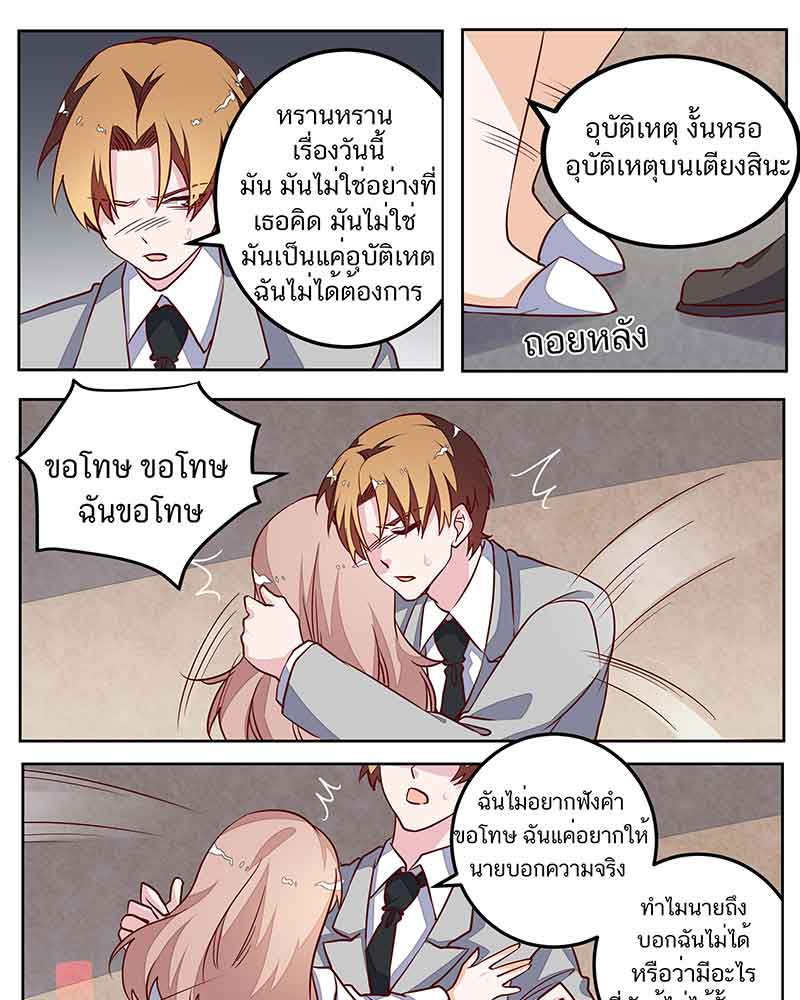 หรานหราน
เรื่องวันนี้
มัน มันไม่ใช่อย่างที่
เธอคิด มันไม่ใช่
มันเป็นแค่อุบัติเหต
ฉันไม่ได้ต้องการ
อุบัติเหตุ งั้นหรอ
อุบัติเหตุบนเตียงสินะ
ถอยหลัง
ขอโทษ ขอโทษ
ฉันขอโทษ
ฉันไม่อยากฟังคำ
ขอโทษ ฉันแค่อยากให้
นายบอกความจริง
ทำไมนายถึง
บอกฉันไม่ได้
หรือว่ามีอะไร